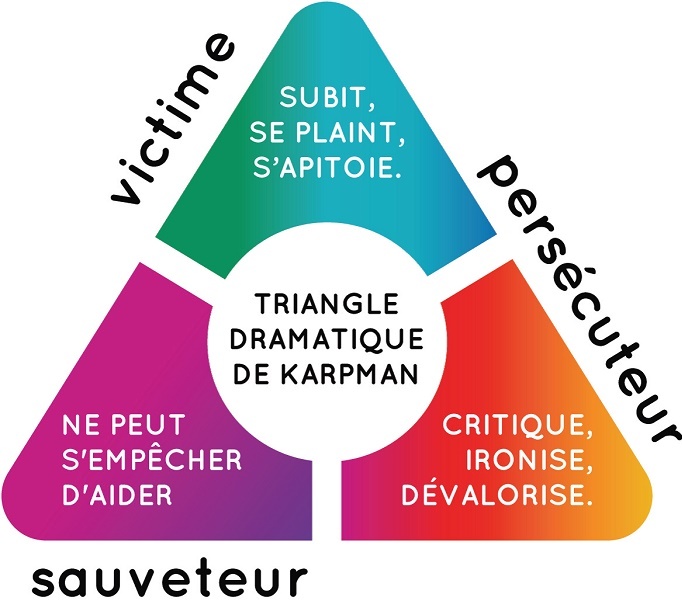 victime
SUBIT,
SE PLAINT,
S'APITOIE.
persécuteur
TRIANGLE
DRAMATIQUE
DE KARPMAN
NE PEUT
S'EMPÊCHER
D'AIDER
CRITIQUE,
IRONISE,
DÉVALORISE.
sauveteur